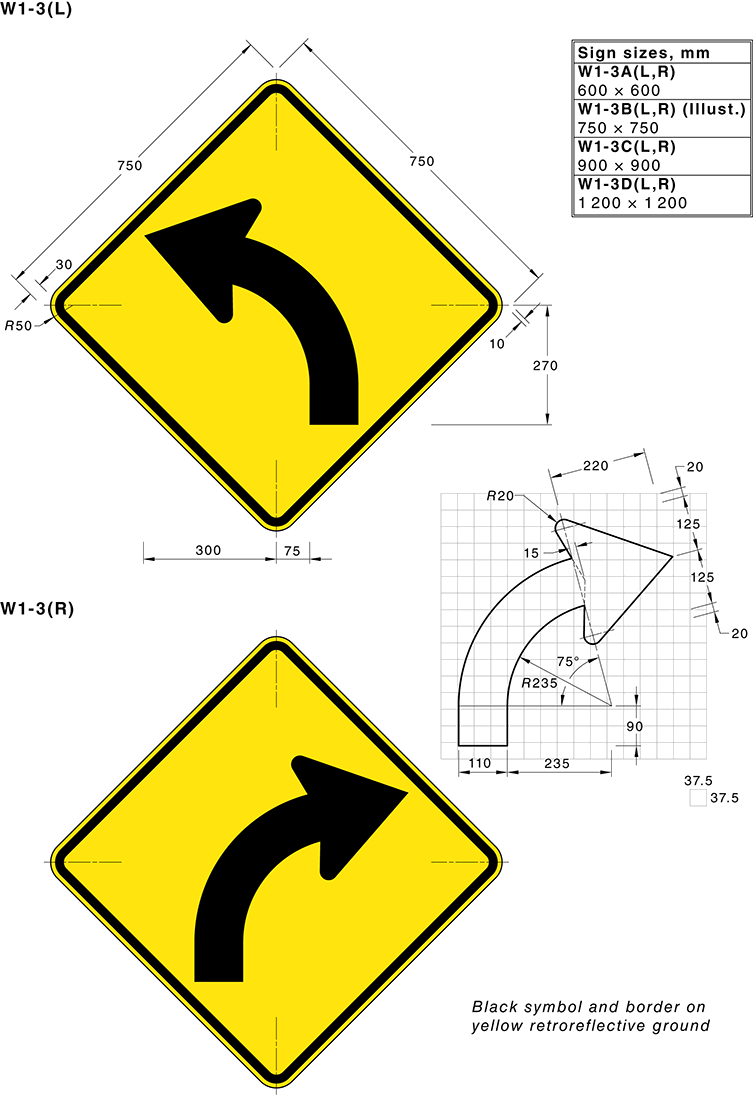 W1-3(L)
Sign sizes, mm
W1-3A(L,R)
600 × 600
W1-3B(L,R) (Illust.)
750 × 750
W1-3C(L,R)
900 × 900
W1-3D(L,R)
1 200 × 1 200
750
750
30
R50
10
270
300
75
220
20
R20
125
15
125
20
75°
R235
90
110
235
37.5
37.5
W1-3(R)
Black symbol and border on
yellow retroreflective ground